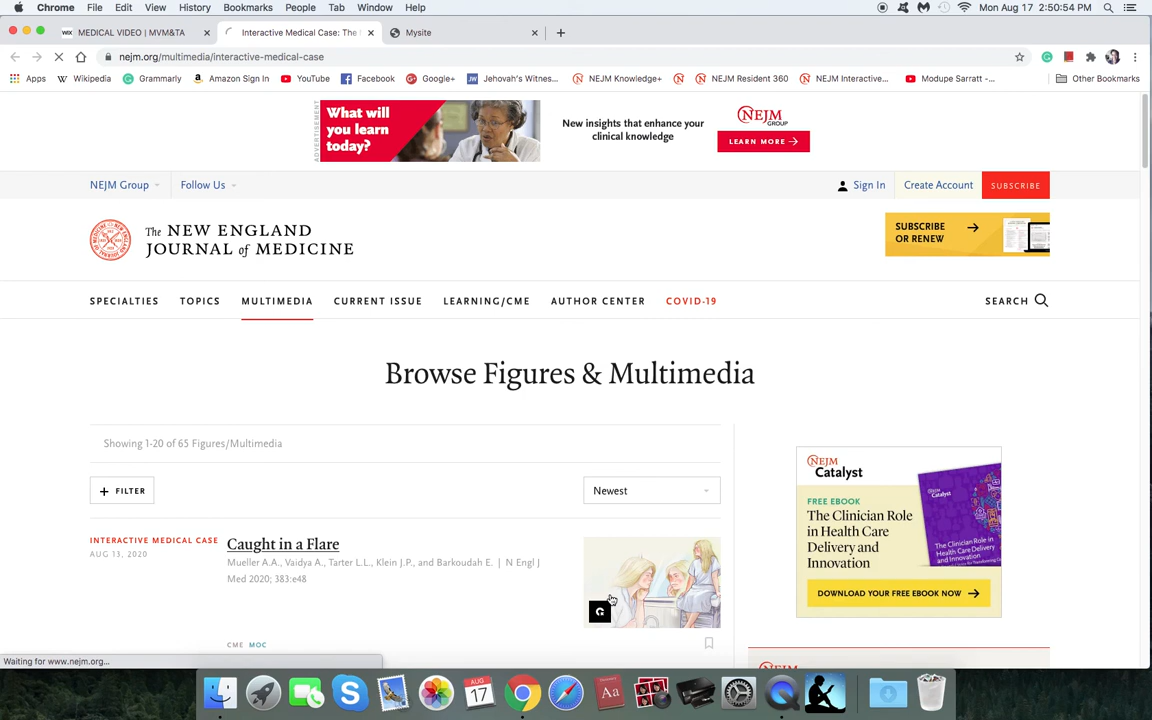 Chrome File Edit View History Bookmarks People Tab Window Help Mon Aug 17 2:50:54 PM
WIX MEDICAL VIDEO | MVM&TA × Interactive Medical Case: The × Mysite × +
nejm.org/multimedia/interactive-medical-case
Apps Wikipedia Grammarly Amazon Sign In YouTube Facebook Google+ Jehovah's Witnes... NEJM Knowledge+ NEJM Resident 360 NEJM Interactive... Modupe Sarratt -... Other Bookmarks
ADVERTISEMENT
What will
you learn
today?
New insights that enhance your
clinical knowledge
NEJM
GROUP
LEARN MORE →
NEJM Group Follow Us Sign In Create Account SUBSCRIBE
The NEW ENGLAND
JOURNAL of MEDICINE
SUBSCRIBE
OR RENEW →
SPECIALTIES TOPICS MULTIMEDIA CURRENT ISSUE LEARNING/CME AUTHOR CENTER COVID-19 SEARCH
Browse Figures & Multimedia
Showing 1-20 of 65 Figures/Multimedia
+ FILTER Newest
INTERACTIVE MEDICAL CASE
AUG 13, 2020
Caught in a Flare
Mueller A.A., Vaidya A., Tarter L.L., Klein J.P., and Barkoudah E. | N Engl J
Med 2020; 383:e48
CME MOC
NEJM
Catalyst
FREE EBOOK
The Clinician Role
in Health Care
Delivery and
Innovation
DOWNLOAD YOUR FREE EBOOK NOW →
NEJM
Waiting for www.nejm.org...
AUG
17
Aa